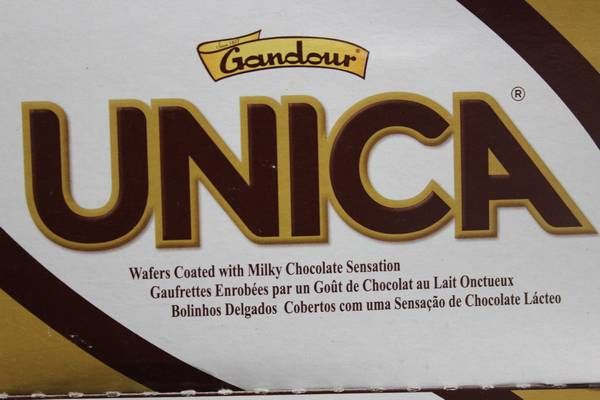 Gandour®
UNICA®
Wafers Coated with Milky Chocolate Sensation
Gaufrettes Enrobées par un Goût de Chocolat au Lait Onctueux
Bolinhos Delgados Cobertos com uma Sensação de Chocolate Lácteo